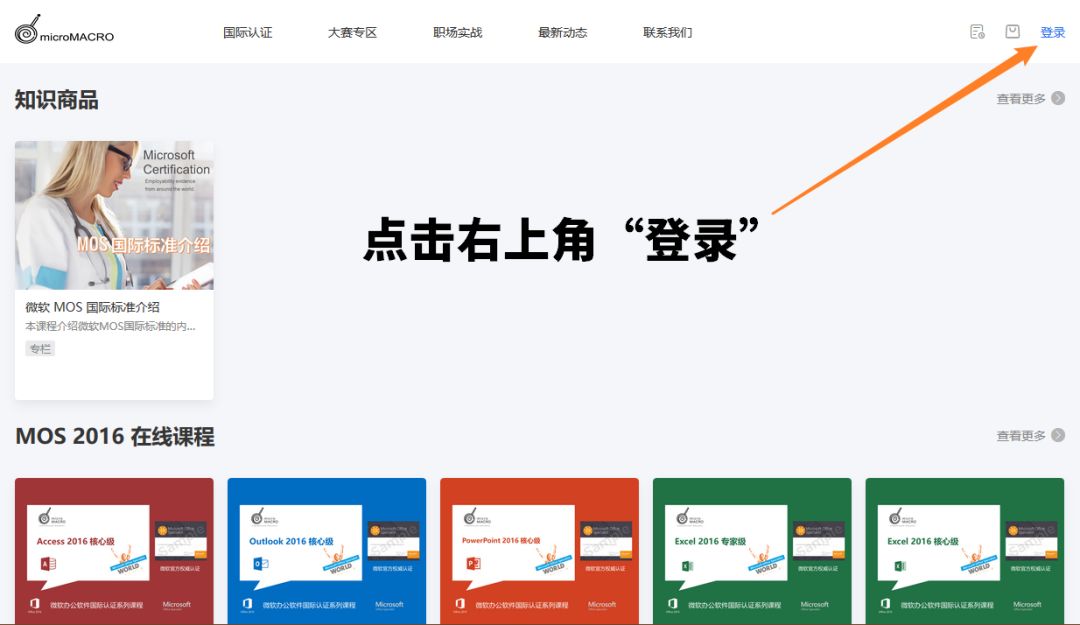 microMACRO
国际认证
大赛专区
职场实战
最新动态
联系我们
登录
知识商品
查看更多
Microsoft
Certification
Employability evidence
from around the world.
MOS国际标准介绍
点击右上角“登录”
微软 MOS 国际标准介绍
本课程介绍微软MOS国际标准的内...
专栏
MOS 2016 在线课程
查看更多
Access 2016 核心级
WORLD
微软官方权威认证
微软办公软件国际认证系列课程
Microsoft
Outlook 2016 核心级
WORLD
微软官方权威认证
微软办公软件国际认证系列课程
Microsoft
PowerPoint 2016 核心级
WORLD
微软官方权威认证
微软办公软件国际认证系列课程
Microsoft
Excel 2016 专家级
WORLD
微软官方权威认证
微软办公软件国际认证系列课程
Microsoft
Excel 2016 核心级
WORLD
微软官方权威认证
微软办公软件国际认证系列课程
Microsoft